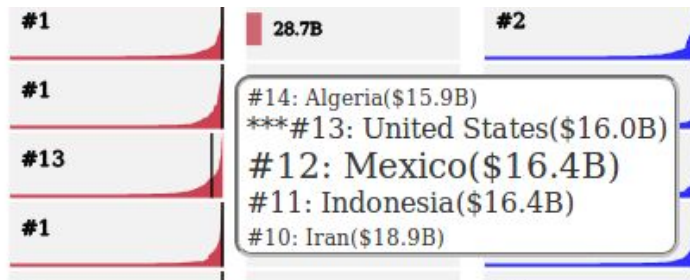 #1
28.7B
#2
#1
#14: Algeria($15.9B)
***#13: United States($16.0B)
#13
#12: Mexico($16.4B)
#11: Indonesia($16.4B)
#1
#10: Iran($18.9B)